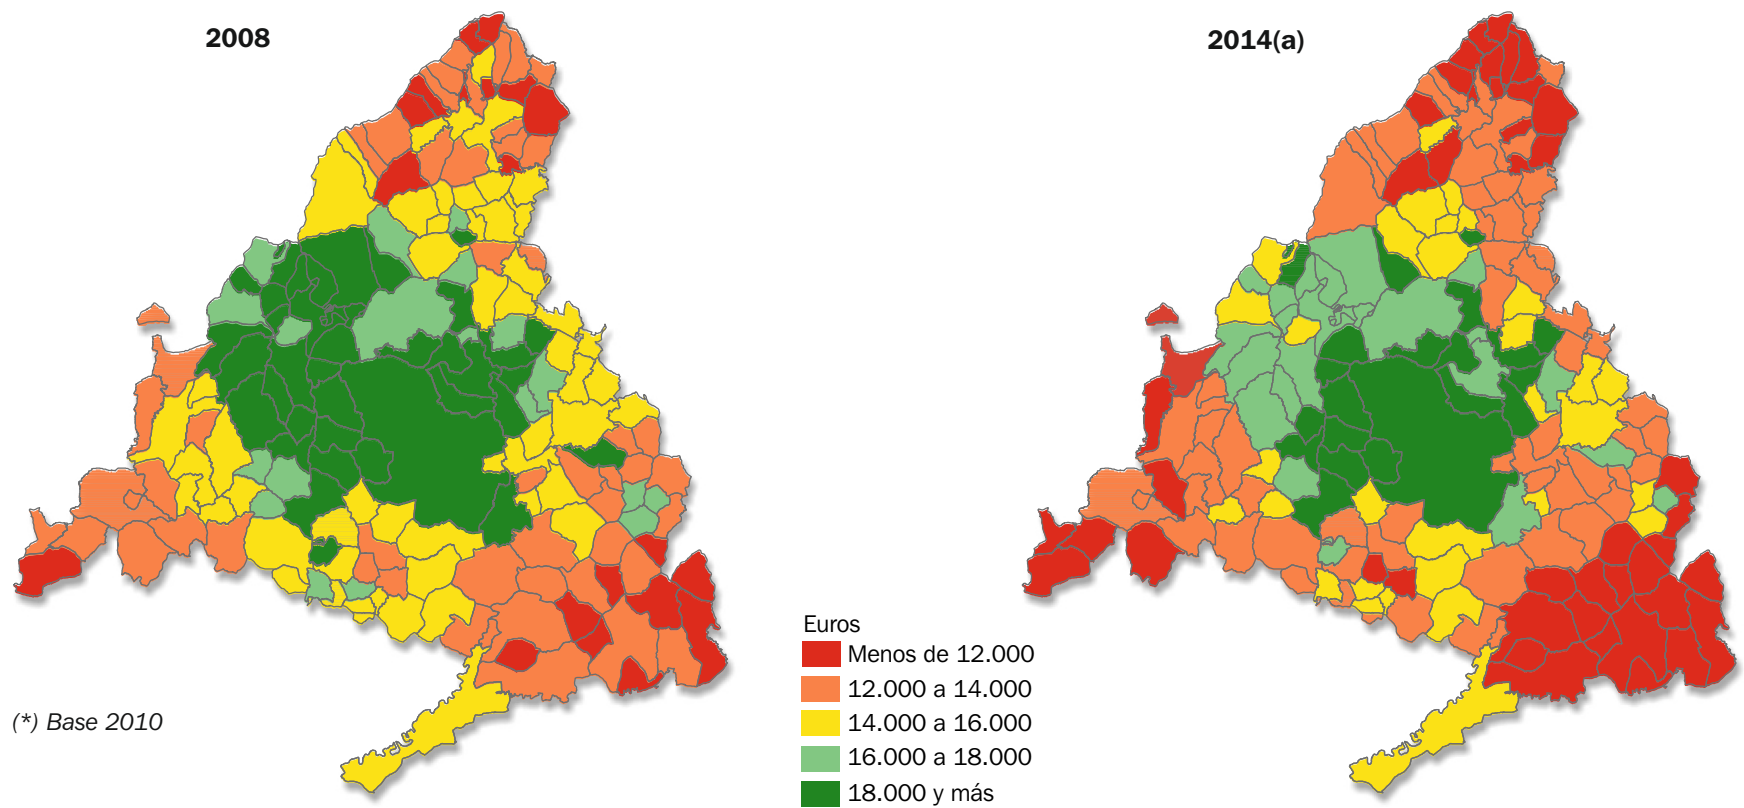 2008
2014(a)
Euros
Menos de 12.000
12.000 a 14.000
14.000 a 16.000
16.000 a 18.000
18.000 y más
(*) Base 2010